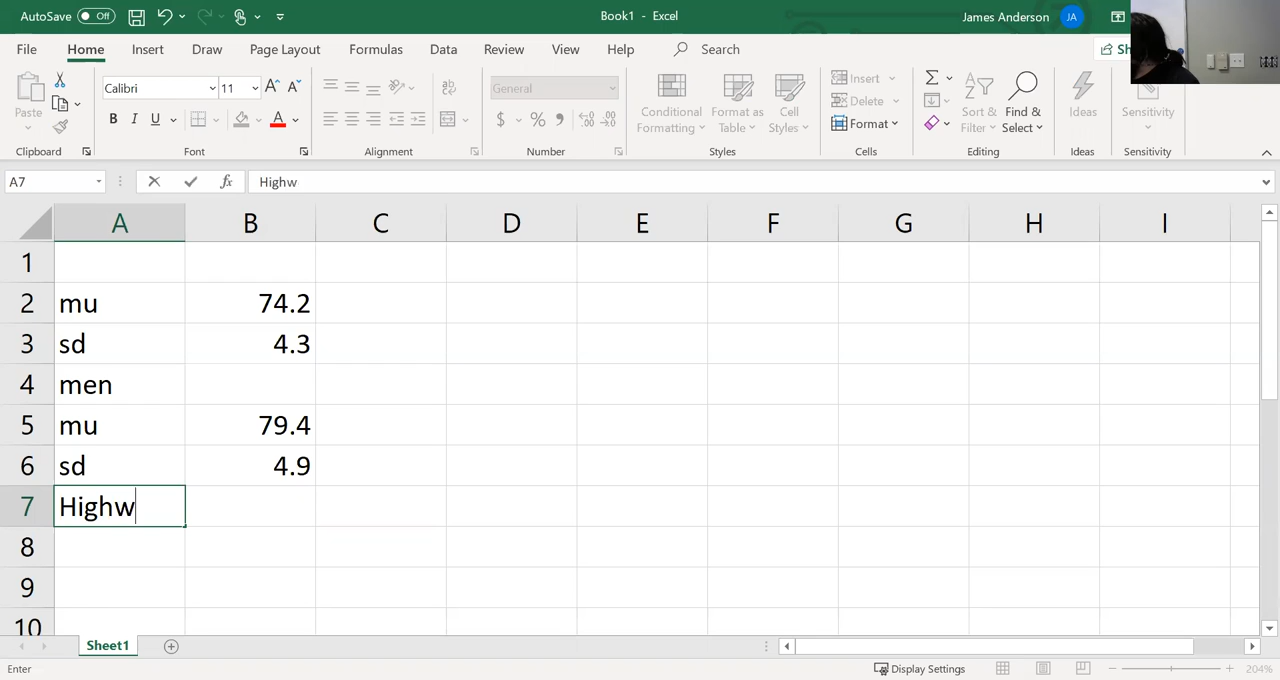 AutoSave Off Book1 - Excel James Anderson JA
File Home Insert Draw Page Layout Formulas Data Review View Help Search Sh
Paste Calibri 11 General Conditional Formatting Format as Table Cell Styles Insert Delete Format Sort & Filter Find & Select Ideas Sensitivity
B I U A $ %
Clipboard Font Alignment Number Styles Cells Editing Ideas Sensitivity
A7 fx Highw
A B C D E F G H I
1
2 mu 74.2
3 sd 4.3
4 men
5 mu 79.4
6 sd 4.9
7 Highw
8
9
10
Sheet1
Enter Display Settings 204%